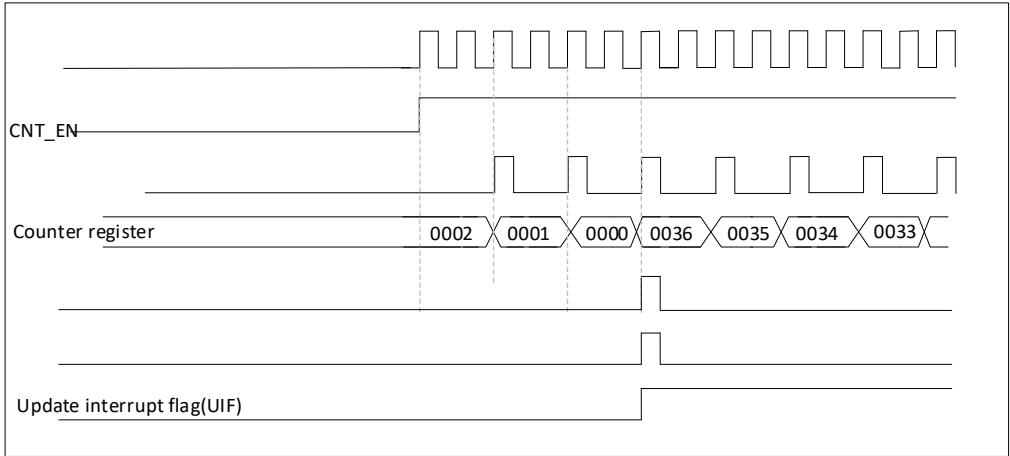 CNT_EN
Counter register 0002 0001 0000 0036 0035 0034 0033
Update interrupt flag(UIF)